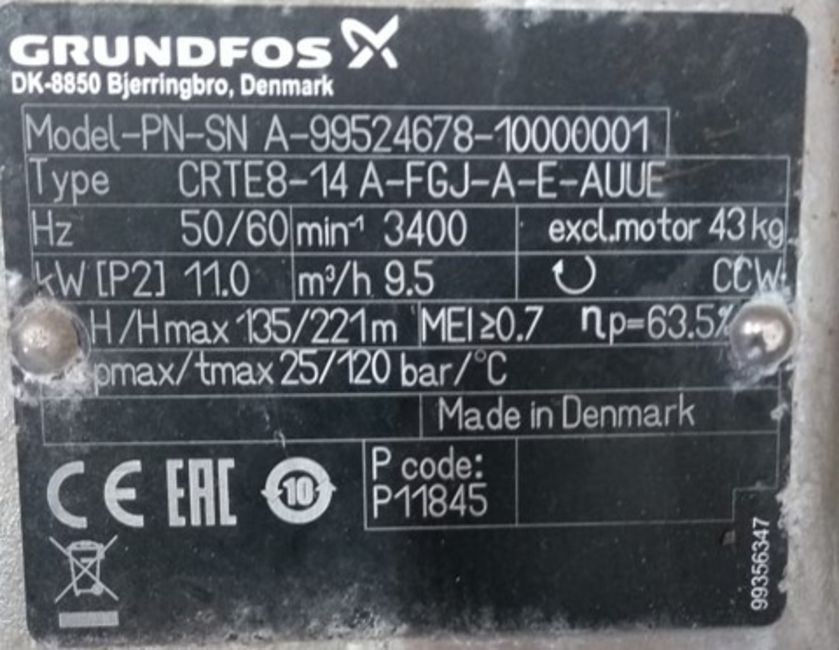 GRUNDFOS
DK-8850 Bjerringbro, Denmark
Model-PN-SN A-99524678-10000001
Type CRTE8-14 A-FGJ-A-E-AUUE
Hz 50/60 min⁻¹ 3400 excl.motor 43 kg
kW [P2] 11.0 m³/h 9.5 CCW
H/Hmax 135/221 m MEI ≥0.7 ηp=63.5%
pmax/tmax 25/120 bar/°C
Made in Denmark
CE EAC 10 P code:
P11845
99356347